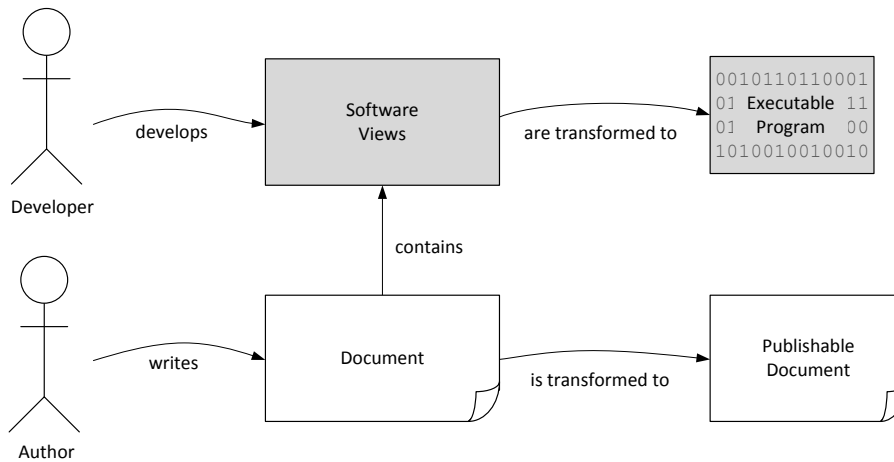 Developer
develops
Software
Views
are transformed to
0010110110001
01 Executable 11
01 Program 00
1010010010010
contains
Author
writes
Document
is transformed to
Publishable
Document